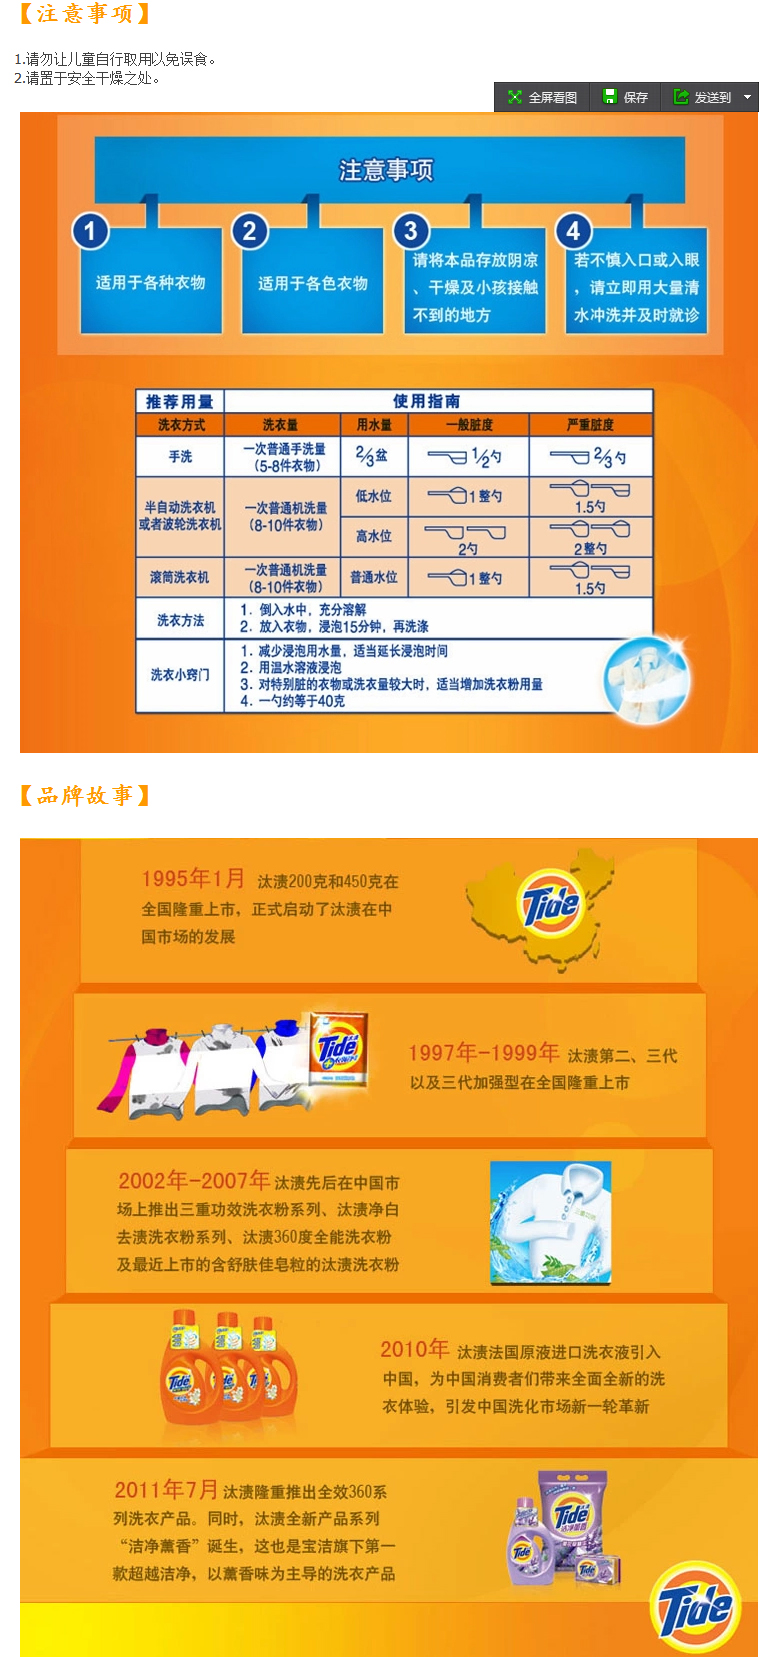 【注意事项】
1.请勿让儿童自行取用以免误食。
2.请置于安全干燥之处。
全屏看图 保存 发送到
注意事项
1 2 3 4
适用于各种衣物
适用于各色衣物
请将本品存放阴凉
、干燥及小孩接触
不到的地方
若不慎入口或入眼
，请立即用大量清
水冲洗并及时就诊
推荐用量 使用指南
洗衣方式 洗衣量 用水量 一般脏度 严重脏度
手洗 一次普通手洗量 2/3盆 1/2勺 2/3勺
(5-8件衣物)
半自动洗衣机
或者波轮洗衣机
一次普通机洗量
(8-10件衣物)
低水位 1整勺 1.5勺
高水位 2勺 2整勺
滚筒洗衣机 一次普通机洗量 普通水位 1整勺 1.5勺
(8-10件衣物)
洗衣方法
1. 倒入水中，充分溶解
2. 放入衣物，浸泡15分钟，再洗涤
洗衣小窍门
1. 减少浸泡用水量，适当延长浸泡时间
2. 用温水溶液浸泡
3. 对特别脏的衣物或洗衣量较大时，适当增加洗衣粉用量
4. 一勺约等于40克
【品牌故事】
1995年1月 汰渍200克和450克在
全国隆重上市，正式启动了汰渍在中
国市场的发展
Tide
Tide
1997年-1999年 汰渍第二、三代
以及三代加强型在全国隆重上市
2002年-2007年 汰渍先后在中国市
场上推出三重功效洗衣粉系列、汰渍净白
去渍洗衣粉系列、汰渍360度全能洗衣粉
及最近上市的含舒肤佳皂粒的汰渍洗衣粉
Tide Tide Tide
2010年 汰渍法国原液进口洗衣液引入
中国，为中国消费者们带来全面全新的洗
衣体验，引发中国洗化市场新一轮革新
2011年7月 汰渍隆重推出全效360系
列洗衣产品。同时，汰渍全新产品系列
“洁净薰香”诞生，这也是宝洁旗下第一
款超越洁净，以薰香味为主导的洗衣产品
Tide
洁净薰香
Tide
Tide
Tide